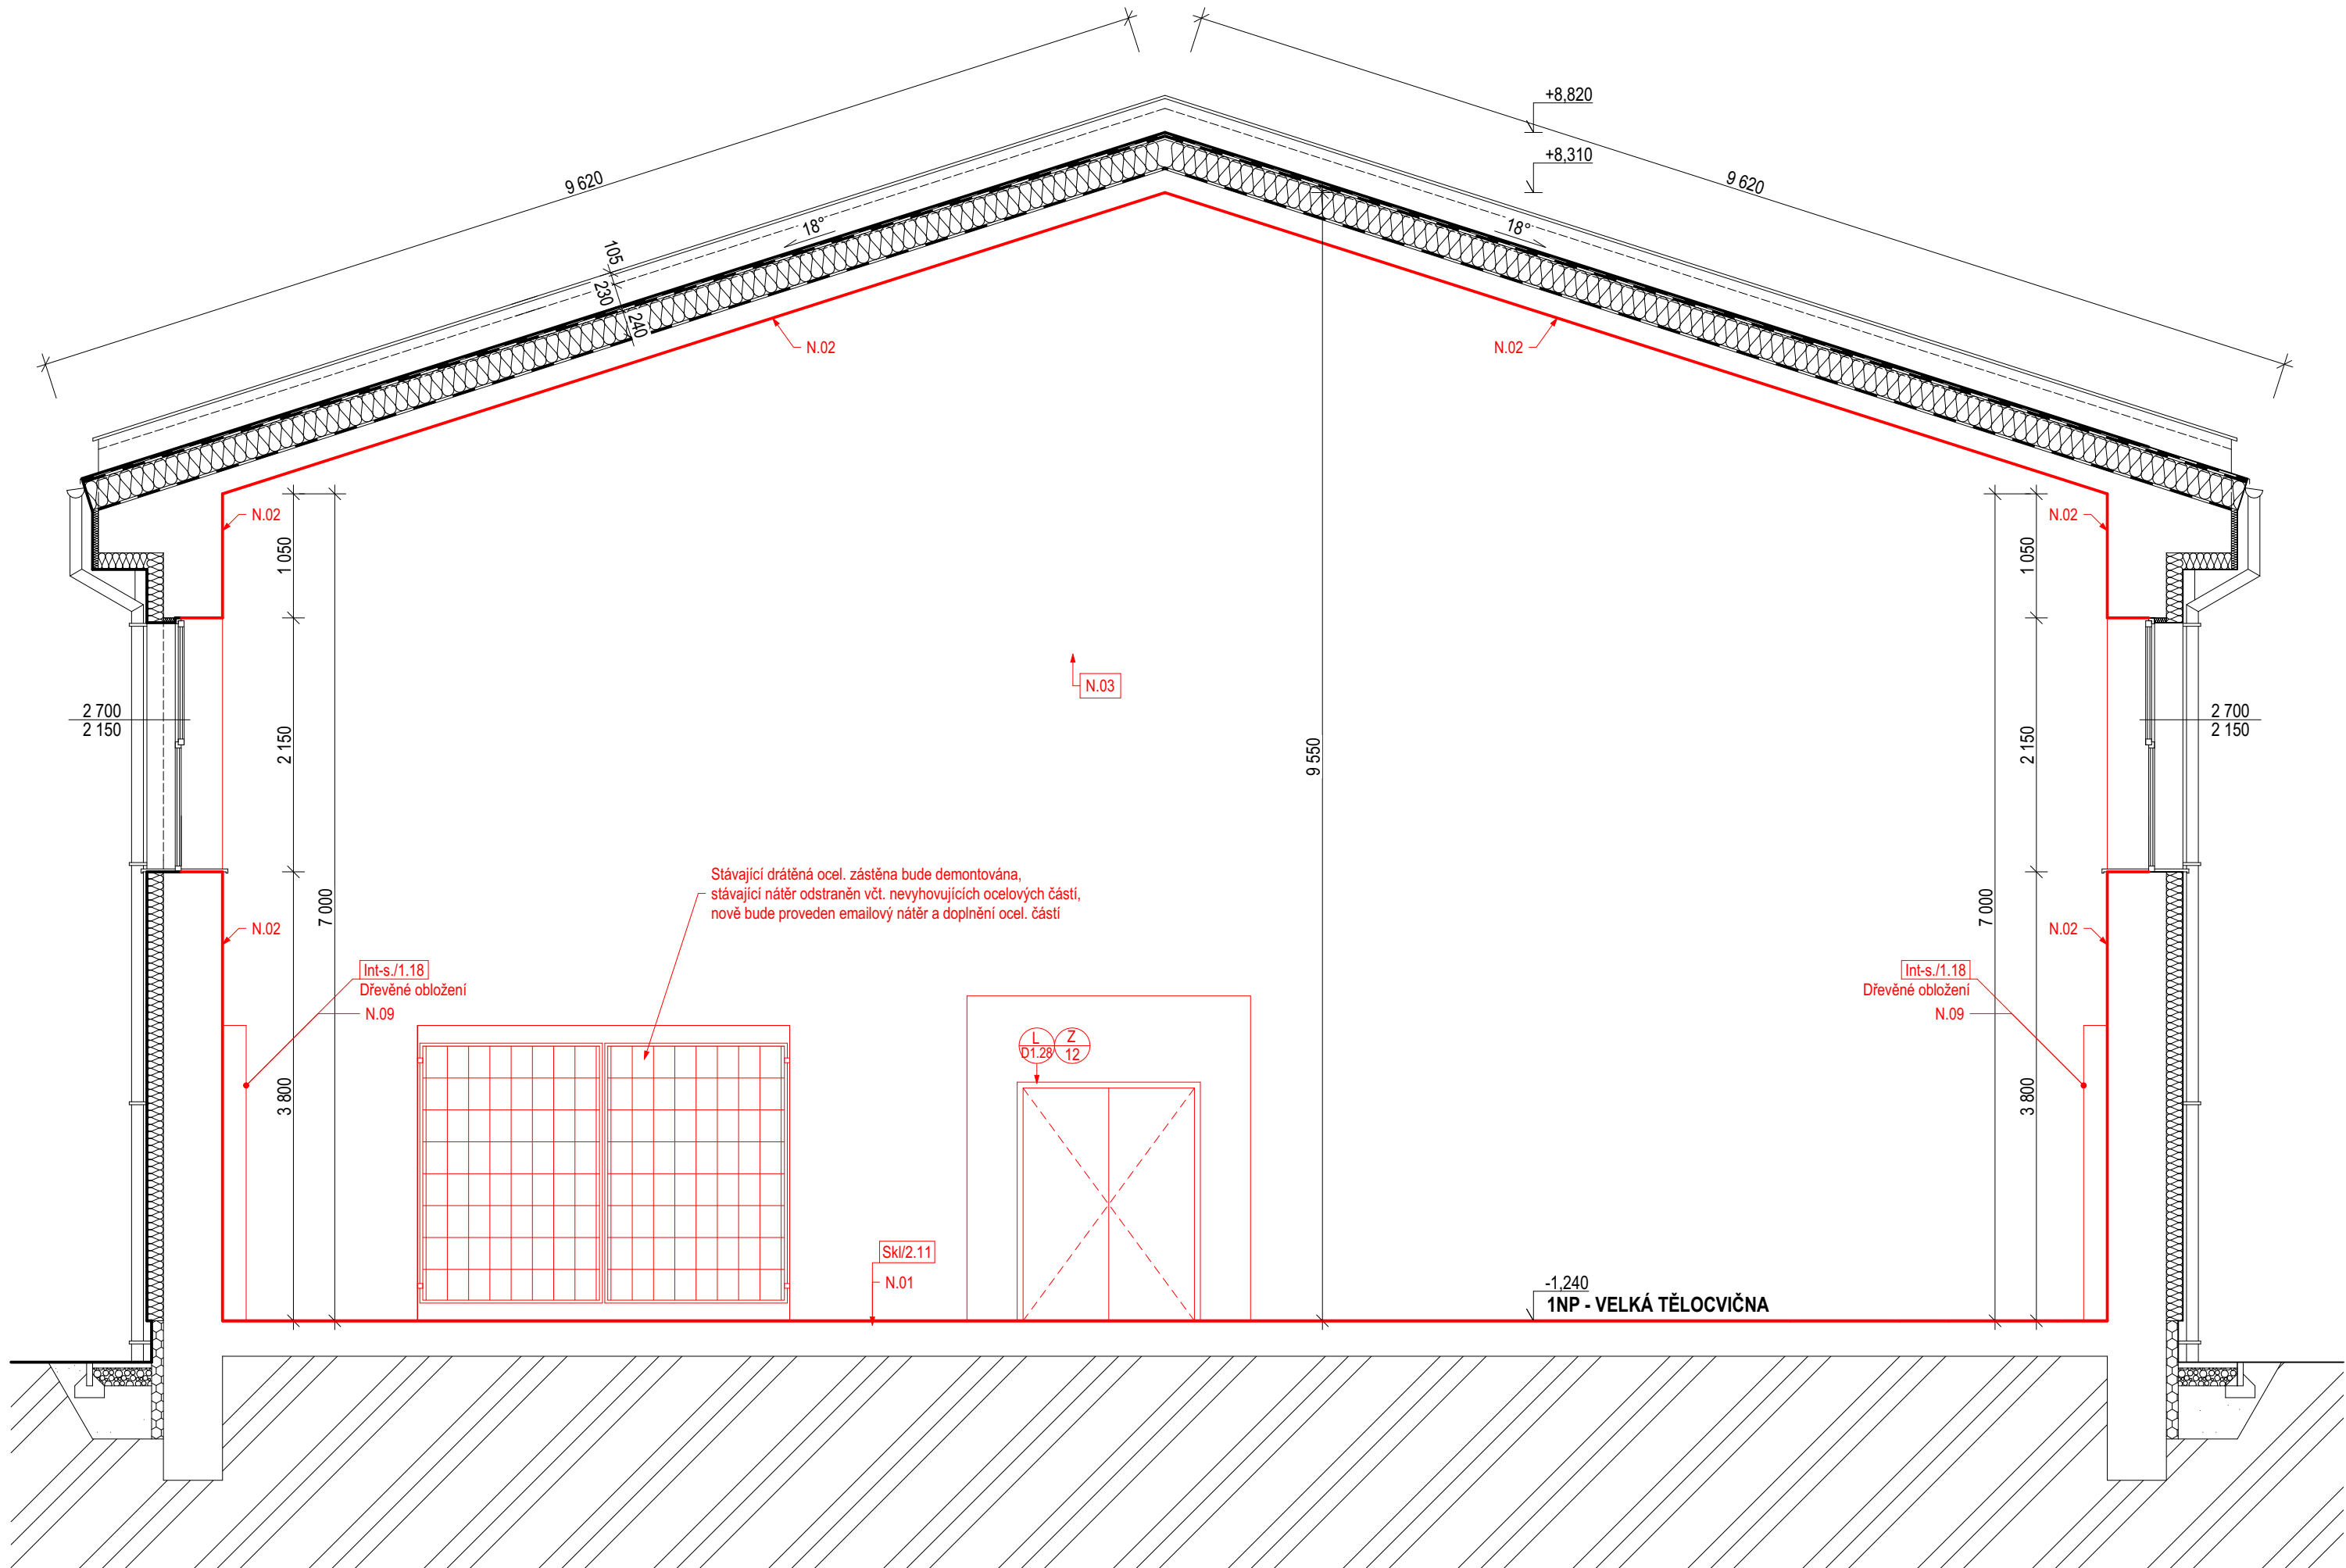 +8,820
+8,310
9 620
9 620
18°
18°
105
230
240
N.02
N.02
N.02
N.02
1 050
1 050
N.03
2 700
2 150
2 700
2 150
2 150
2 150
9 550
Stávající drátěná ocel. zástěna bude demontována,
stávající nátěr odstraněn včt. nevyhovujících ocelových částí,
nově bude proveden emailový nátěr a doplnění ocel. částí
7 000
7 000
N.02
N.02
Int-s./1.18
Dřevěné obložení
N.09
Int-s./1.18
Dřevěné obložení
N.09
L
D1.28
Z
12
3 800
3 800
Skl/2.11
N.01
-1,240
1NP - VELKÁ TĚLOCVIČNA